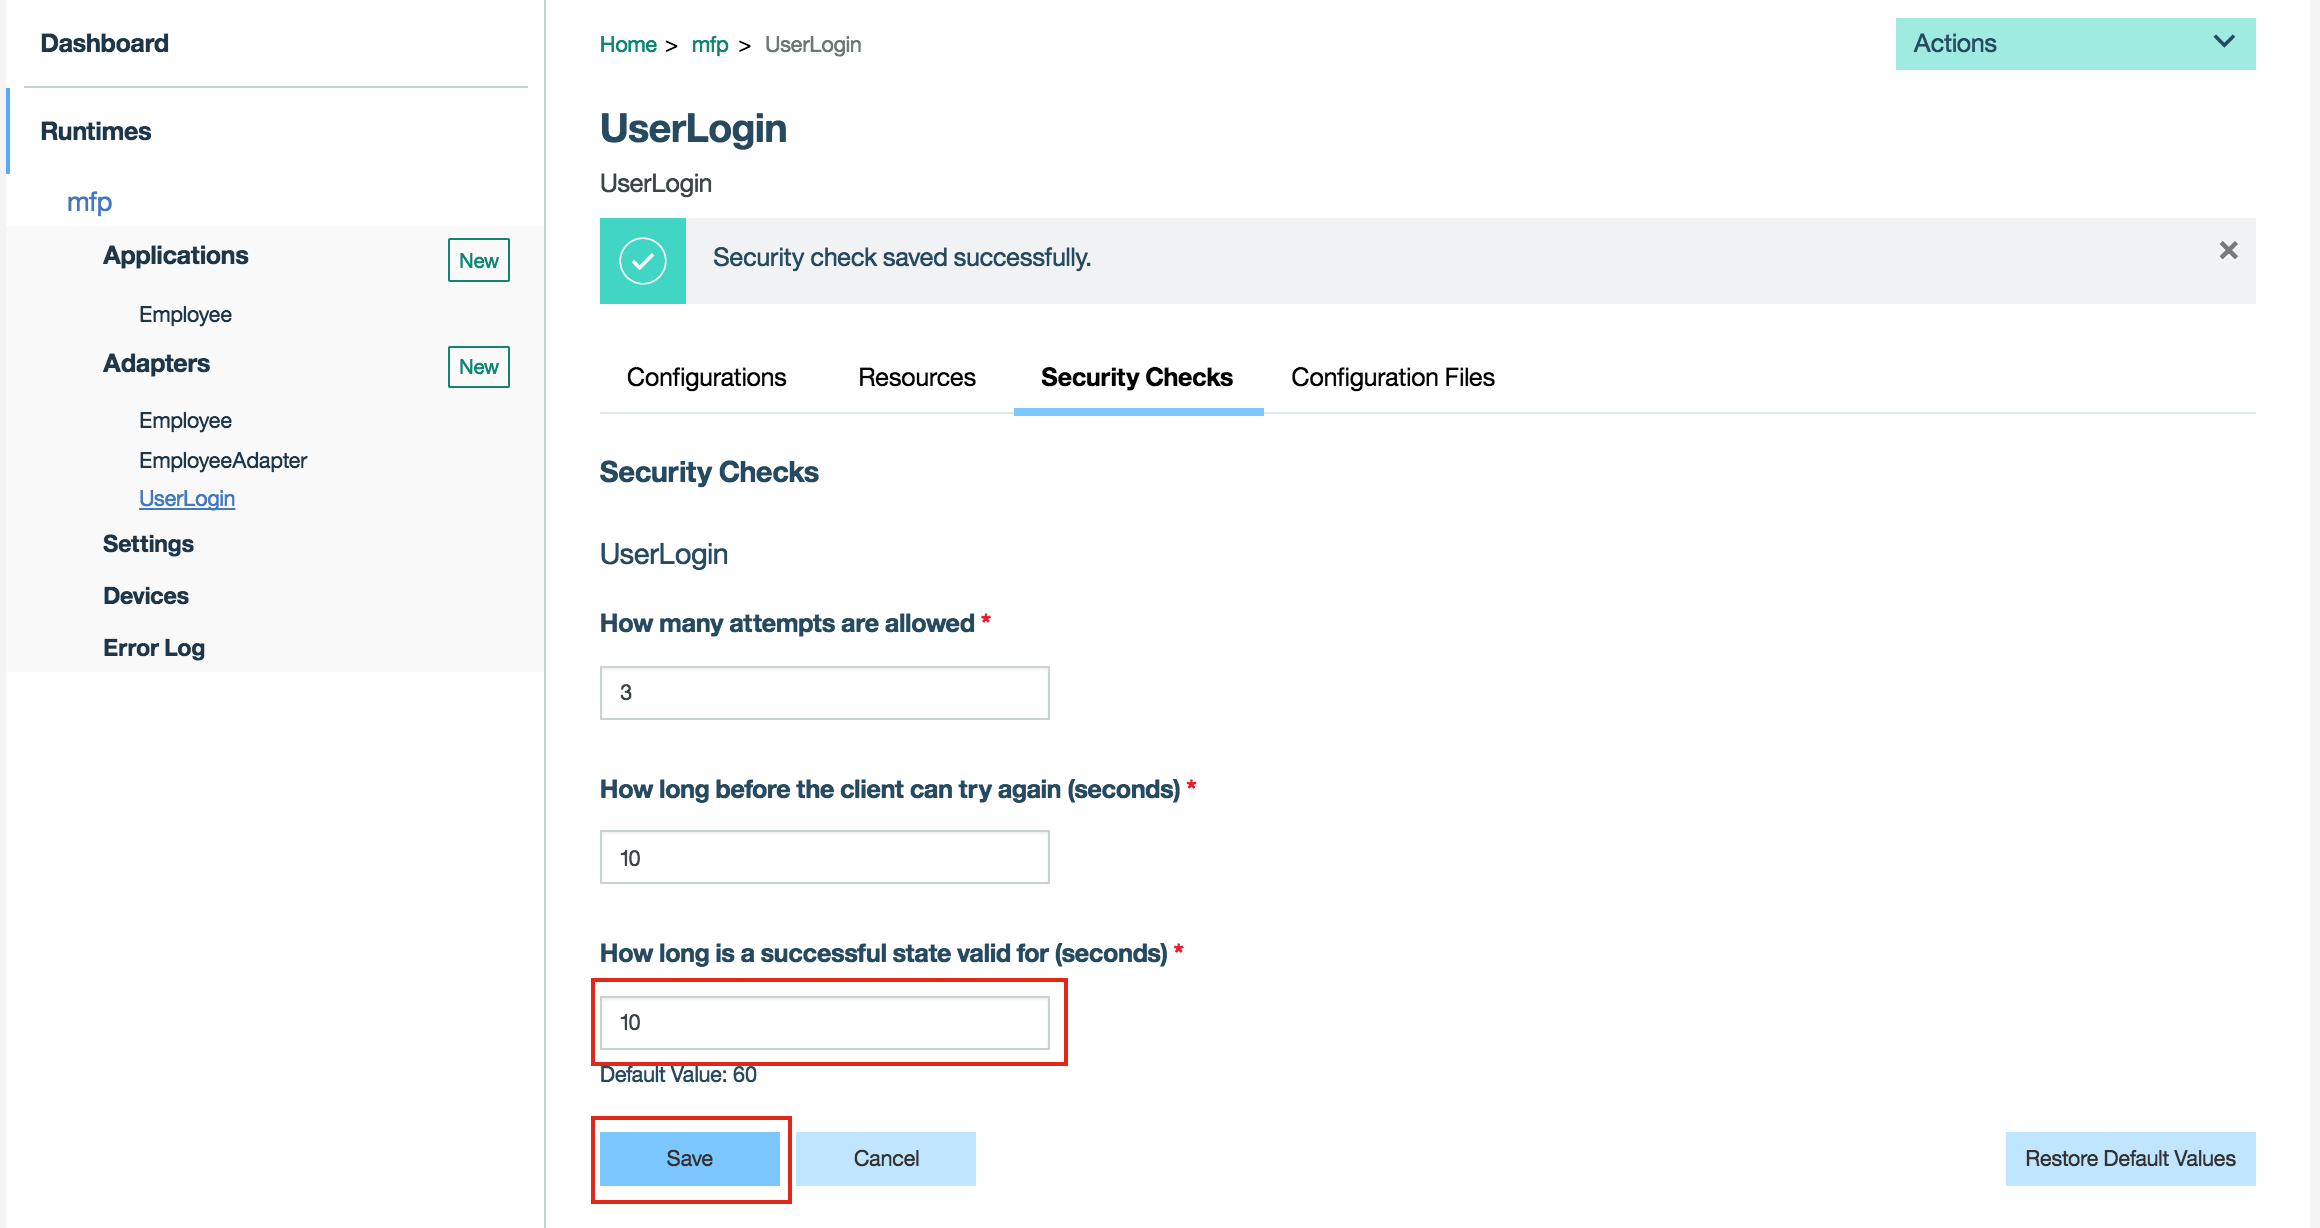 Dashboard
Runtimes
mfp
Applications
New
Employee
Adapters
New
Employee
EmployeeAdapter
UserLogin
Settings
Devices
Error Log
Home > mfp > UserLogin
Actions
UserLogin
UserLogin
Security check saved successfully.
Configurations Resources Security Checks Configuration Files
Security Checks
UserLogin
How many attempts are allowed *
3
How long before the client can try again (seconds) *
10
How long is a successful state valid for (seconds) *
10
Default Value: 60
Save Cancel Restore Default Values